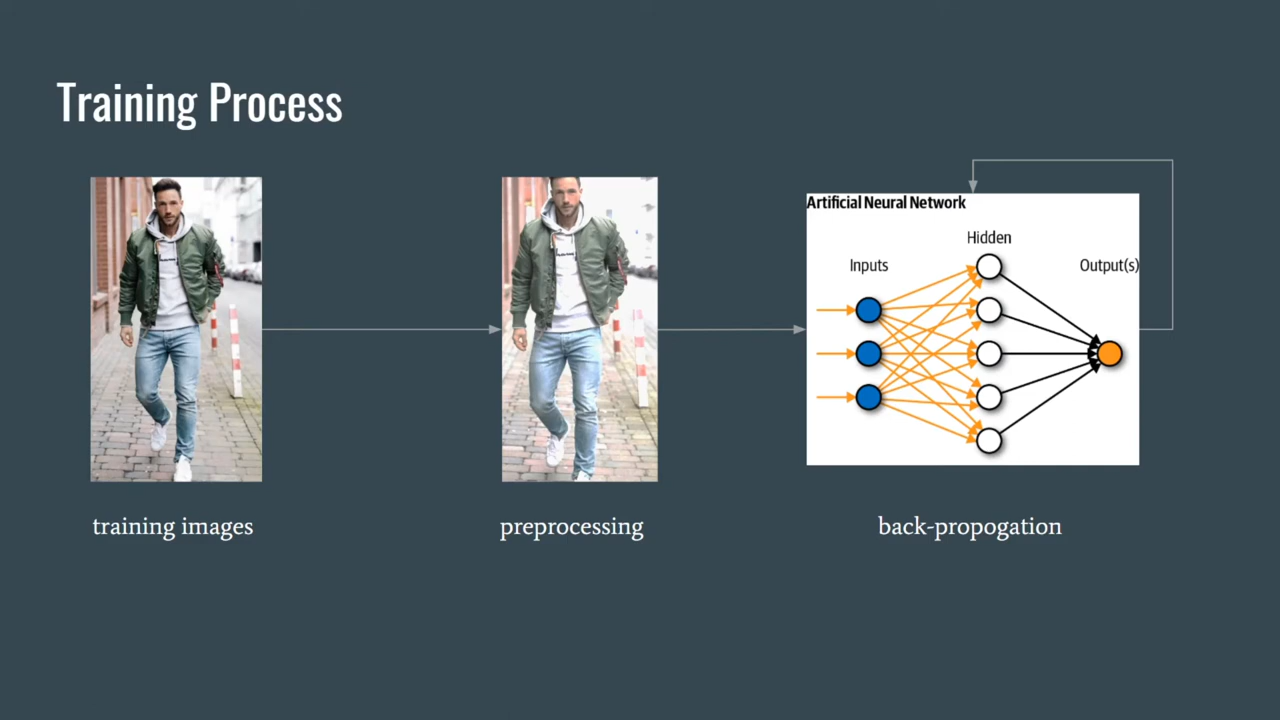 Training Process
Artificial Neural Network
Hidden
Inputs
Output(s)
training images
preprocessing
back-propogation